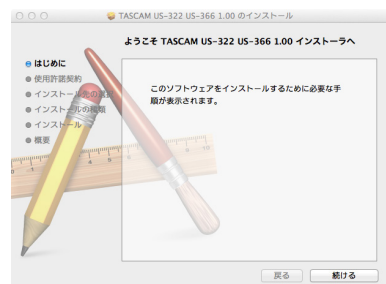 TASCAM US-322 US-366 1.00 のインストール
ようこそ TASCAM US-322 US-366 1.00 インストーラへ
はじめに
使用許諾契約
インストール先の選択
インストールの種類
インストール
概要
このソフトウェアをインストールするために必要な手
順が表示されます。
戻る
続ける